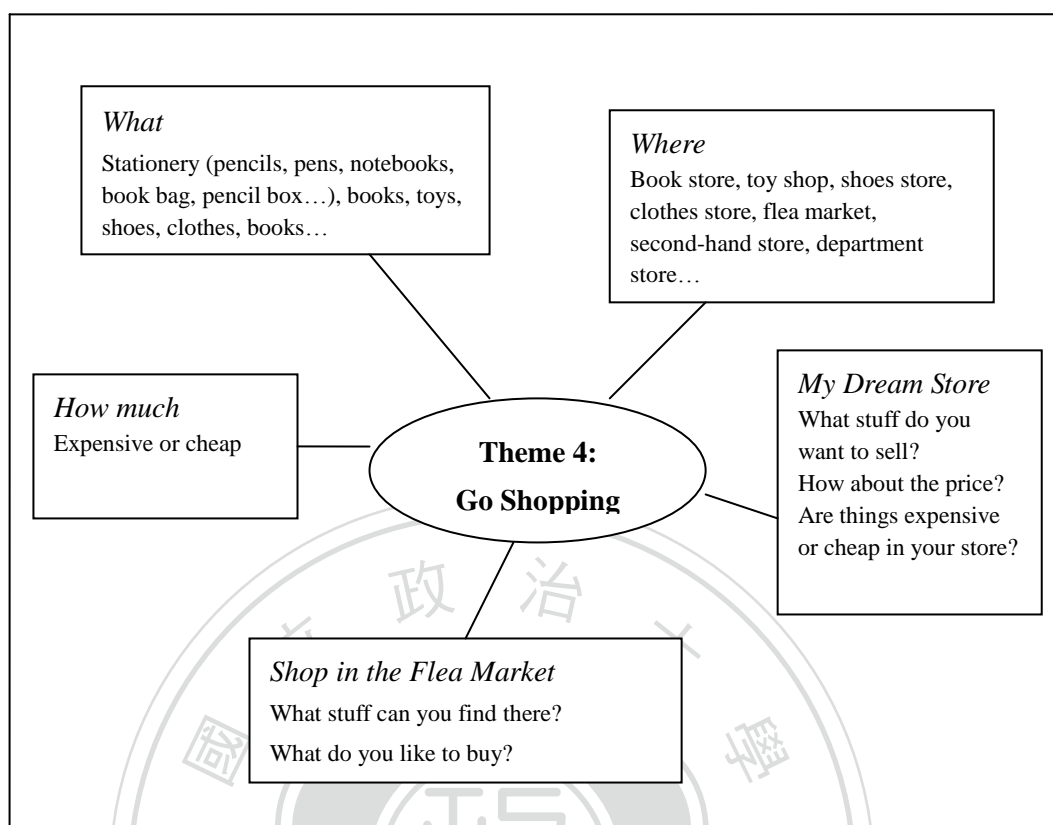 What
Stationery (pencils, pens, notebooks,
book bag, pencil box…), books, toys,
shoes, clothes, books…
Where
Book store, toy shop, shoes store,
clothes store, flea market,
second-hand store, department
store…
How much
Expensive or cheap
Theme 4:
Go Shopping
My Dream Store
What stuff do you
want to sell?
How about the price?
Are things expensive
or cheap in your store?
Shop in the Flea Market
What stuff can you find there?
What do you like to buy?
國 政 治 學